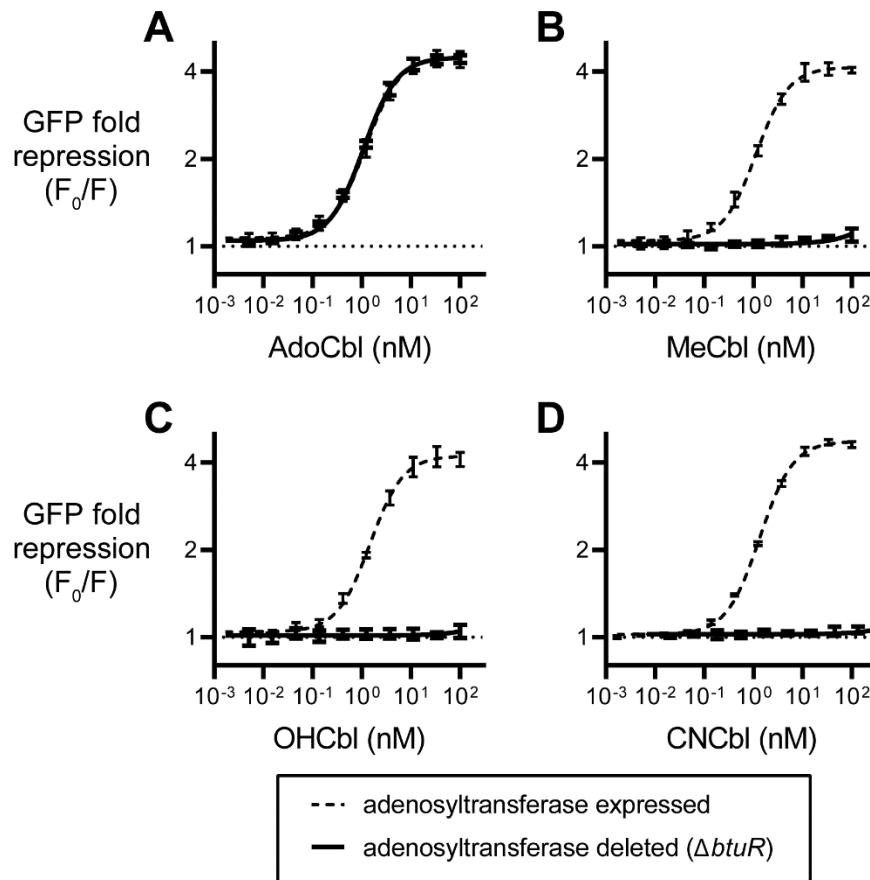 A
B
4
2
1
GFP fold
repression
(F₀/F)
10⁻³ 10⁻² 10⁻¹ 10⁰ 10¹ 10²
AdoCbl (nM)
4
2
1
10⁻³ 10⁻² 10⁻¹ 10⁰ 10¹ 10²
MeCbl (nM)
C
D
4
2
1
GFP fold
repression
(F₀/F)
10⁻³ 10⁻² 10⁻¹ 10⁰ 10¹ 10²
OHCbl (nM)
4
2
1
10⁻³ 10⁻² 10⁻¹ 10⁰ 10¹ 10²
CNCbl (nM)
adenosyltransferase expressed
adenosyltransferase deleted (ΔbtuR)